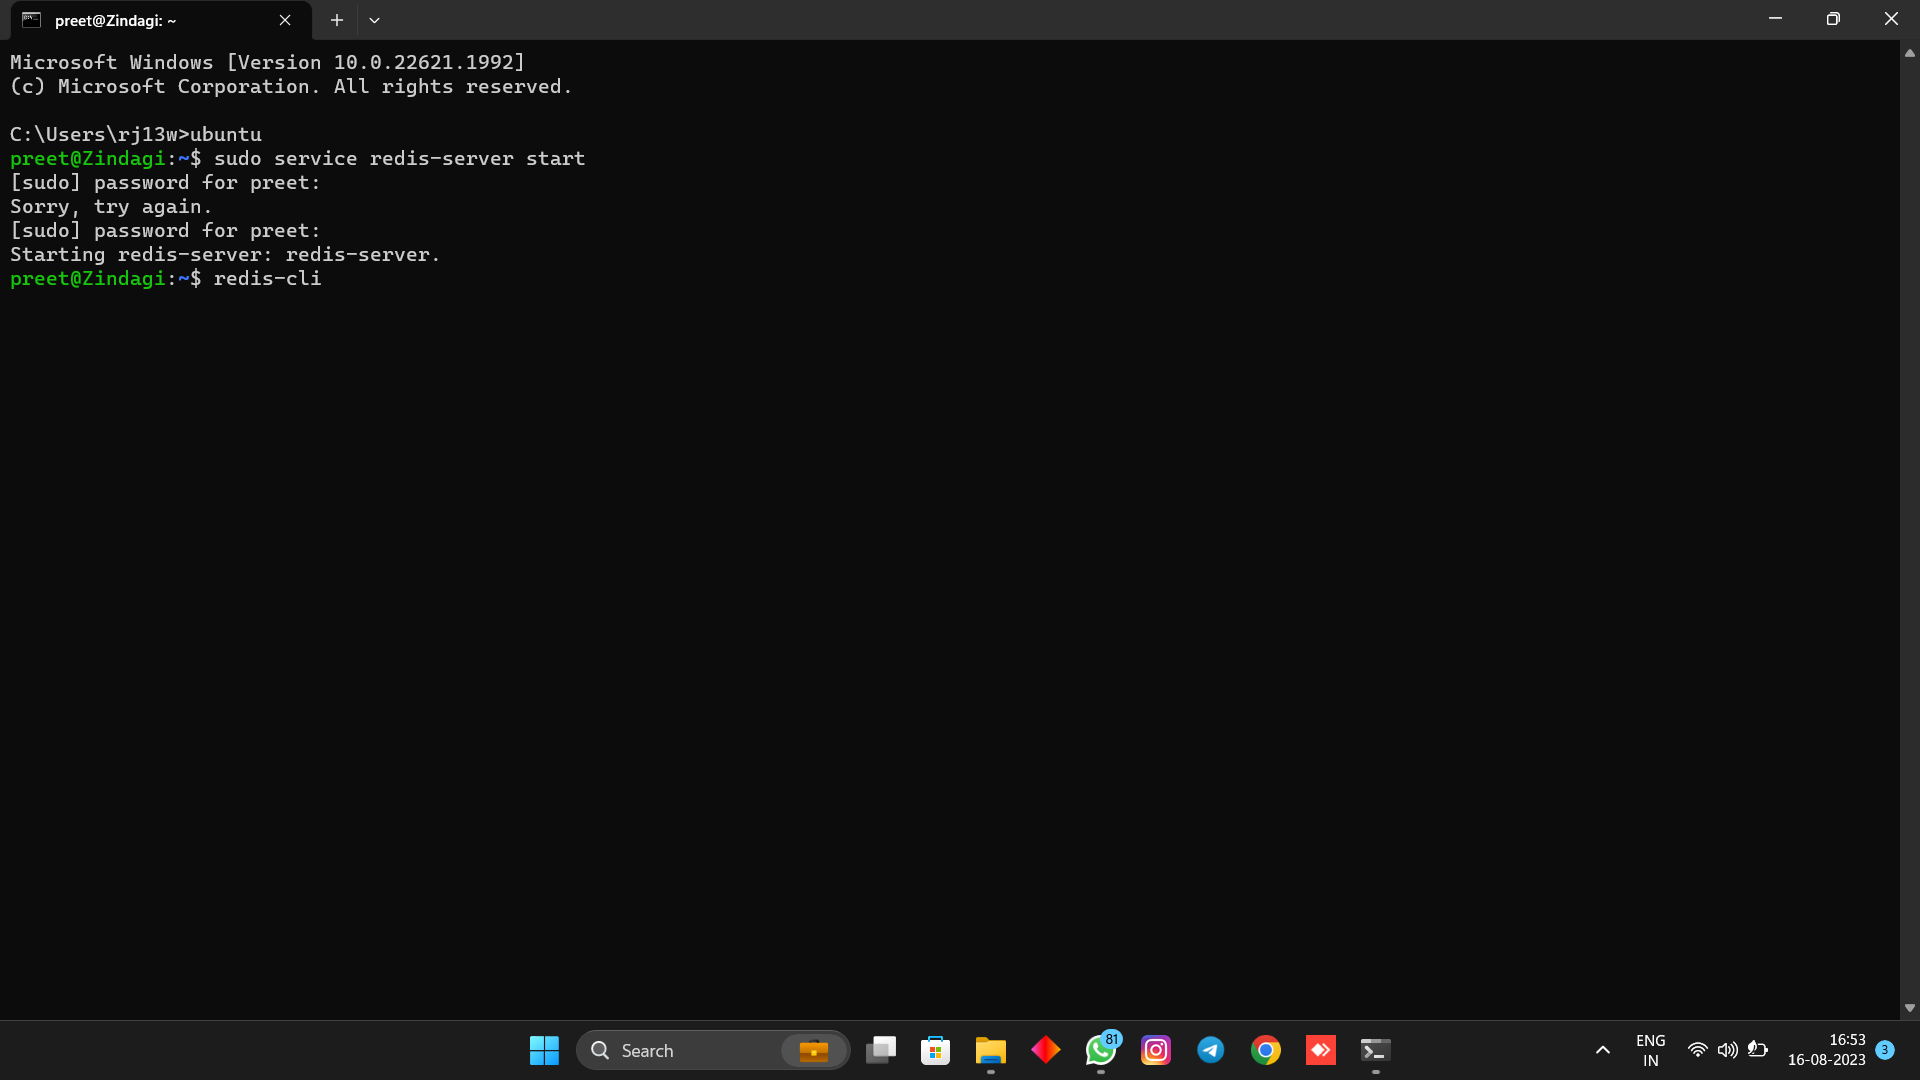 preet@Zindagi: ~
Microsoft Windows [Version 10.0.22621.1992]
(c) Microsoft Corporation. All rights reserved.
C:\Users\rj13w>ubuntu
preet@Zindagi:~$ sudo service redis-server start
[sudo] password for preet:
Sorry, try again.
[sudo] password for preet:
Starting redis-server: redis-server.
preet@Zindagi:~$ redis-cli
Search
81
ENG
IN
16:53
16-08-2023
3